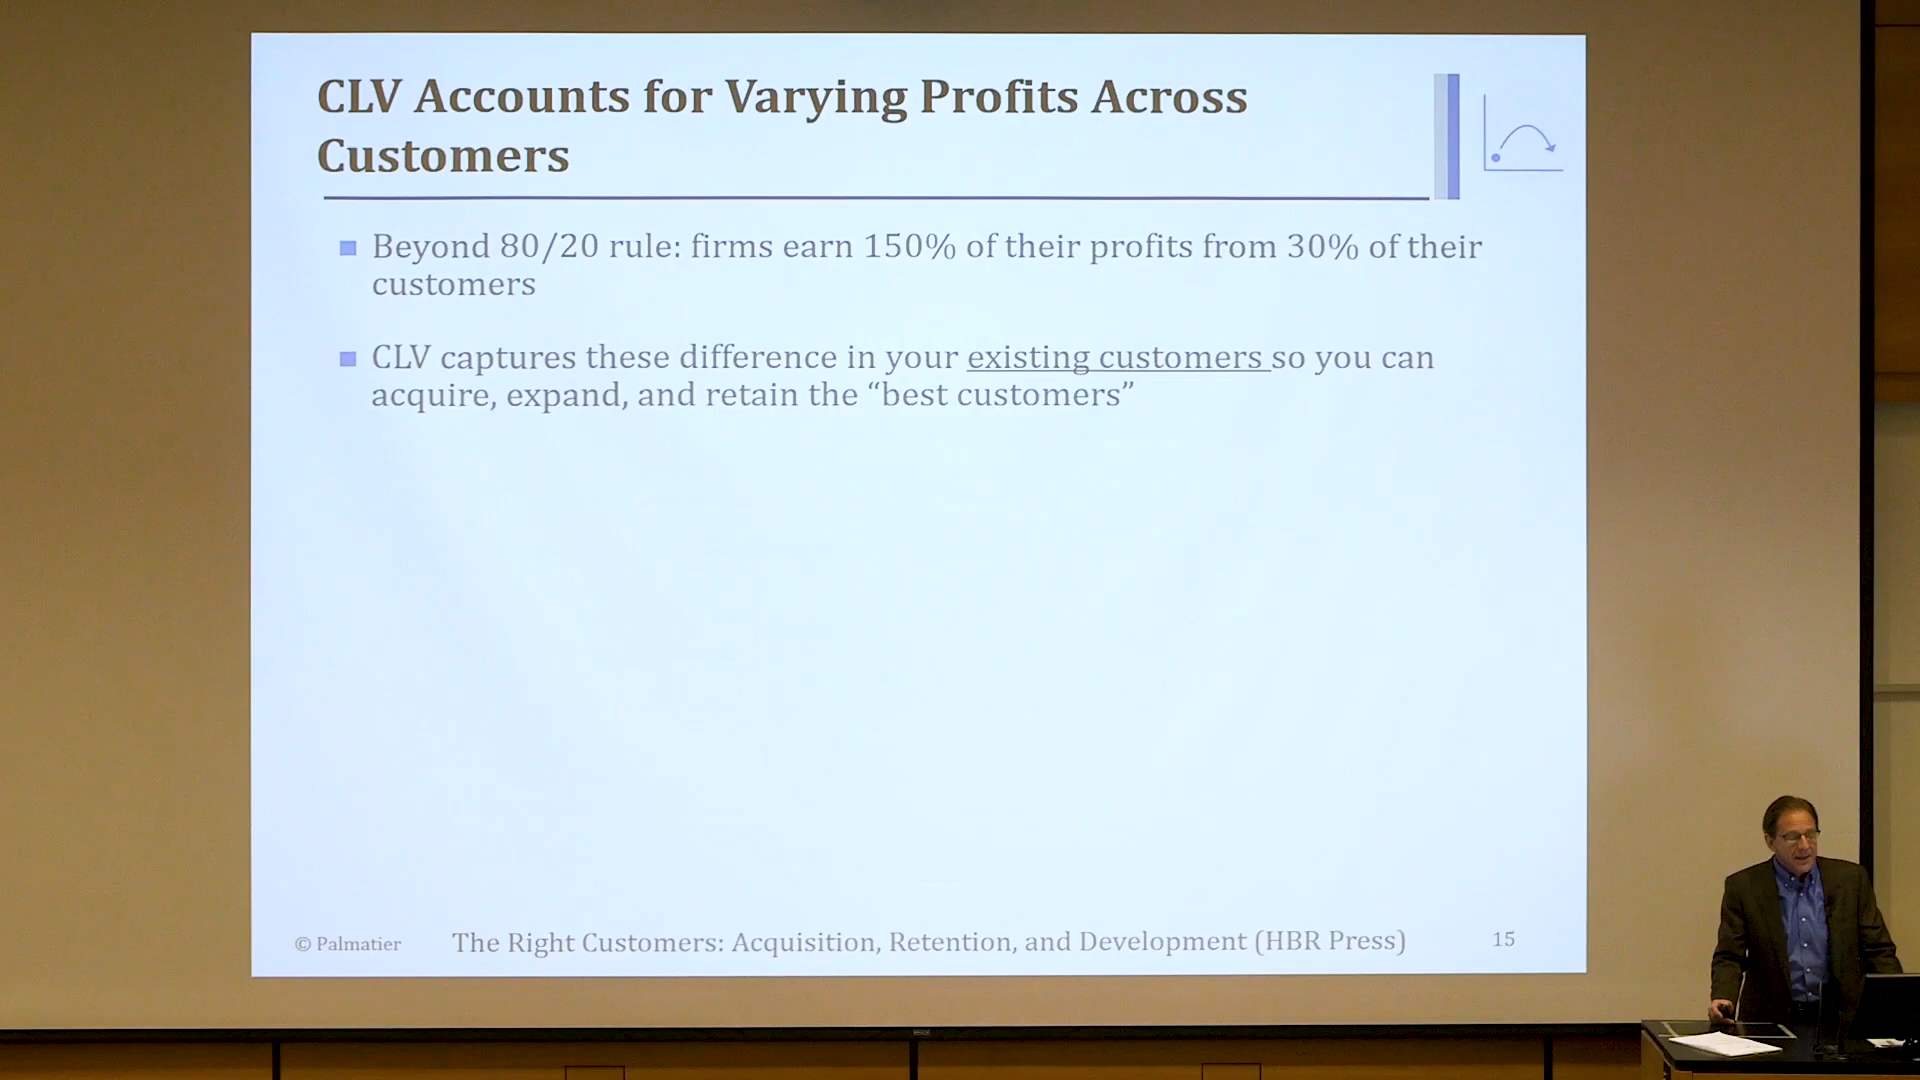 CLV Accounts for Varying Profits Across
Customers
Beyond 80/20 rule: firms earn 150% of their profits from 30% of their
customers
CLV captures these difference in your existing customers so you can
acquire, expand, and retain the “best customers”
© Palmatier The Right Customers: Acquisition, Retention, and Development (HBR Press) 15